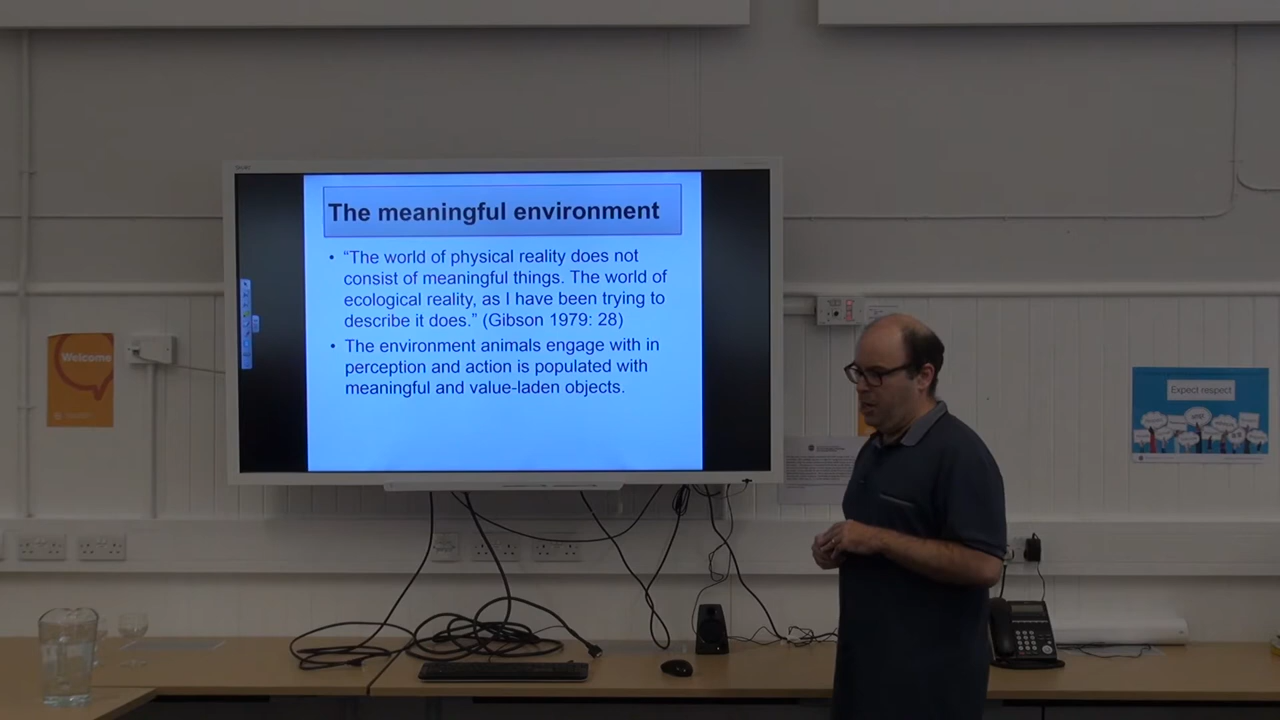 The meaningful environment
• “The world of physical reality does not
consist of meaningful things. The world of
ecological reality, as I have been trying to
describe it does.” (Gibson 1979: 28)
• The environment animals engage with in
perception and action is populated with
meaningful and value-laden objects.
Welcome
Expect respect